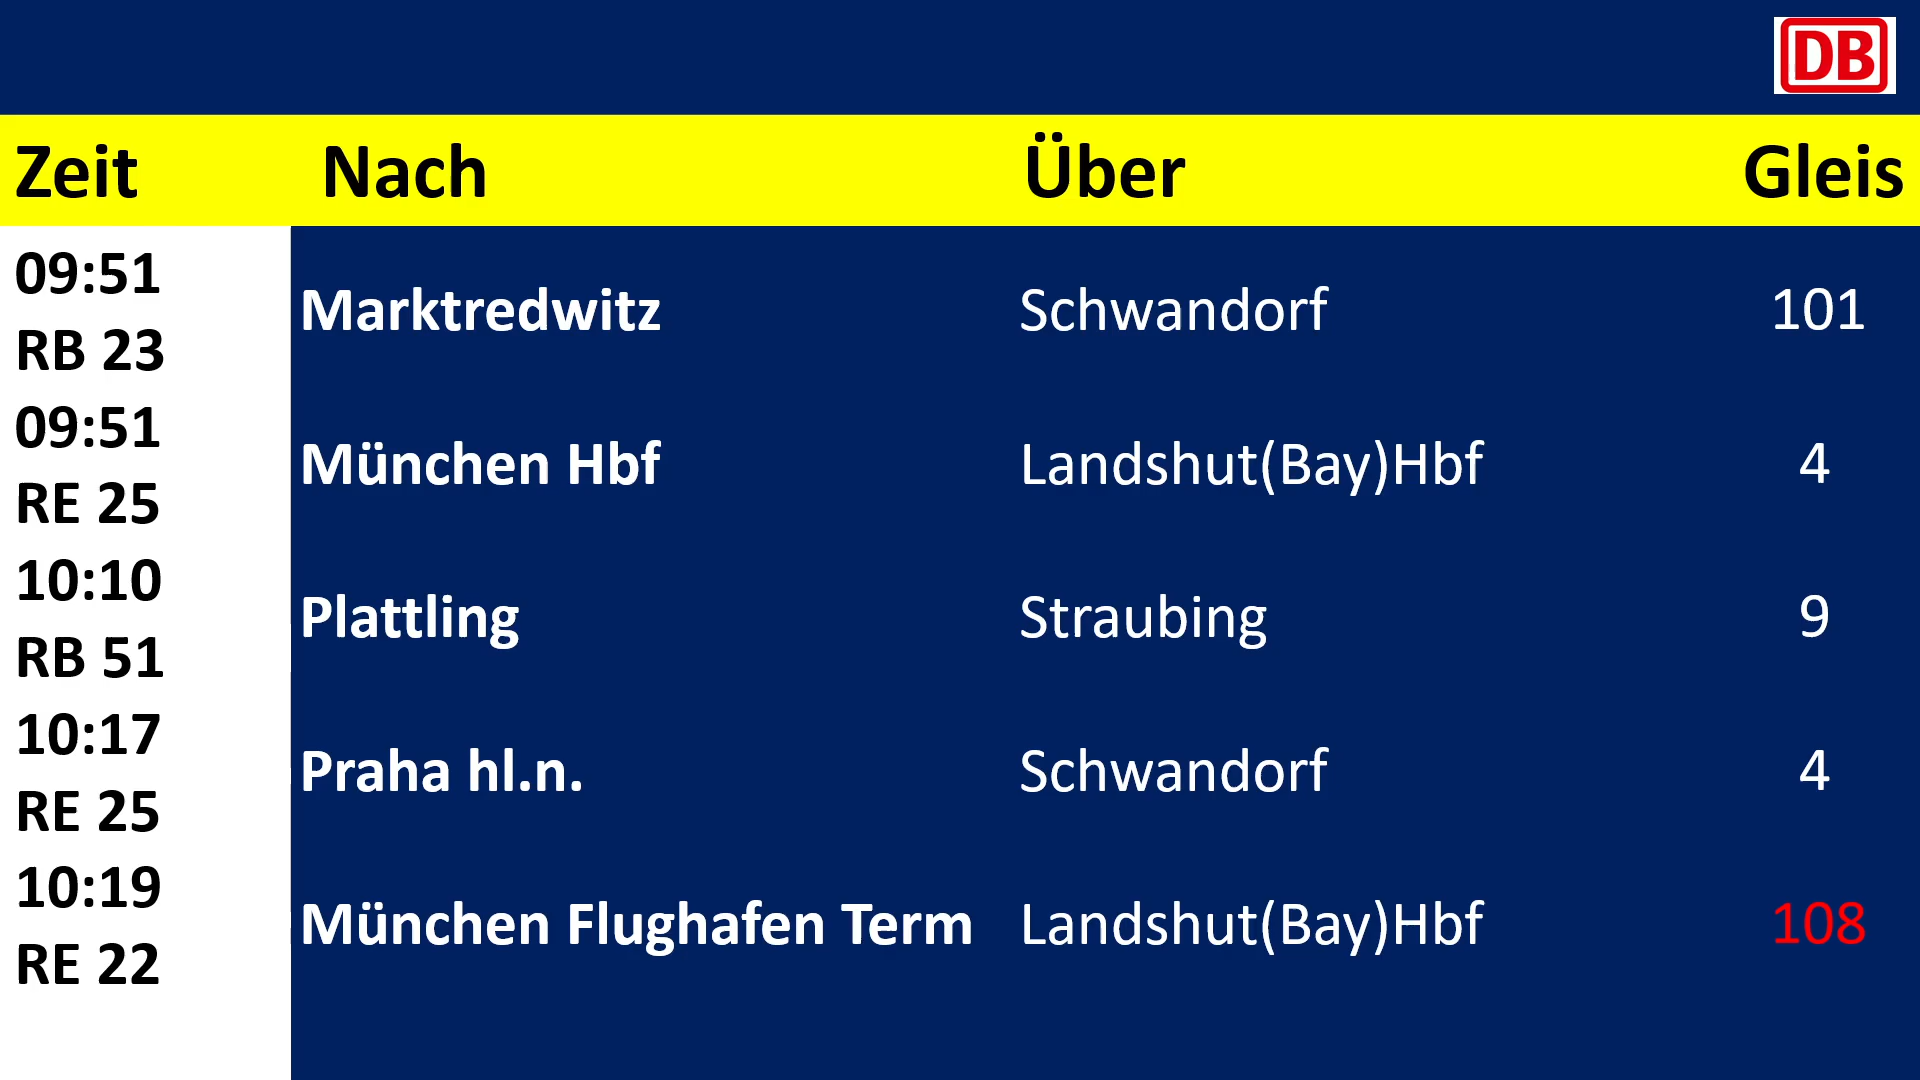 DB
Zeit Nach Über Gleis
09:51
RB 23 Marktredwitz Schwandorf 101
09:51
RE 25 München Hbf Landshut(Bay)Hbf 4
10:10
RB 51 Plattling Straubing 9
10:17
RE 25 Praha hl.n. Schwandorf 4
10:19
RE 22 München Flughafen Term Landshut(Bay)Hbf 108